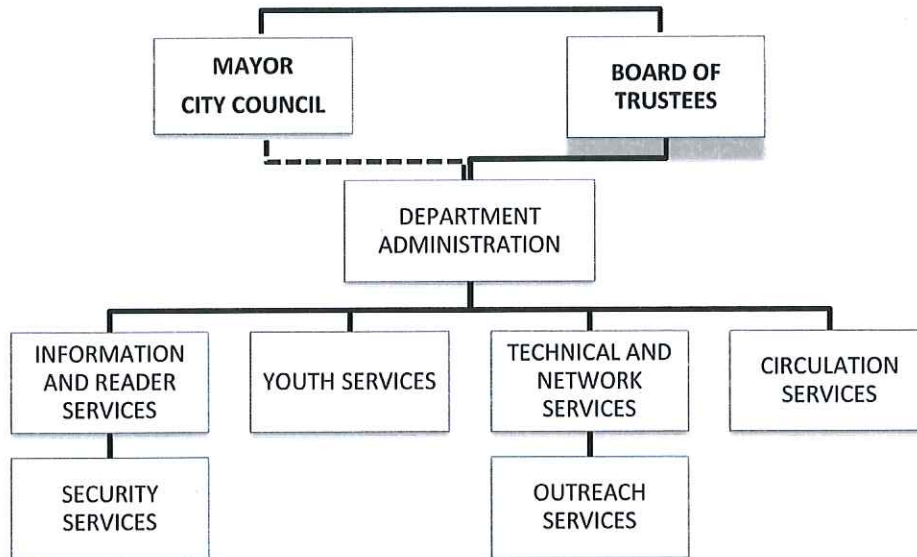 MAYOR
CITY COUNCIL
BOARD OF
TRUSTEES
DEPARTMENT
ADMINISTRATION
INFORMATION
AND READER
SERVICES
YOUTH SERVICES
TECHNICAL AND
NETWORK
SERVICES
CIRCULATION
SERVICES
SECURITY
SERVICES
OUTREACH
SERVICES